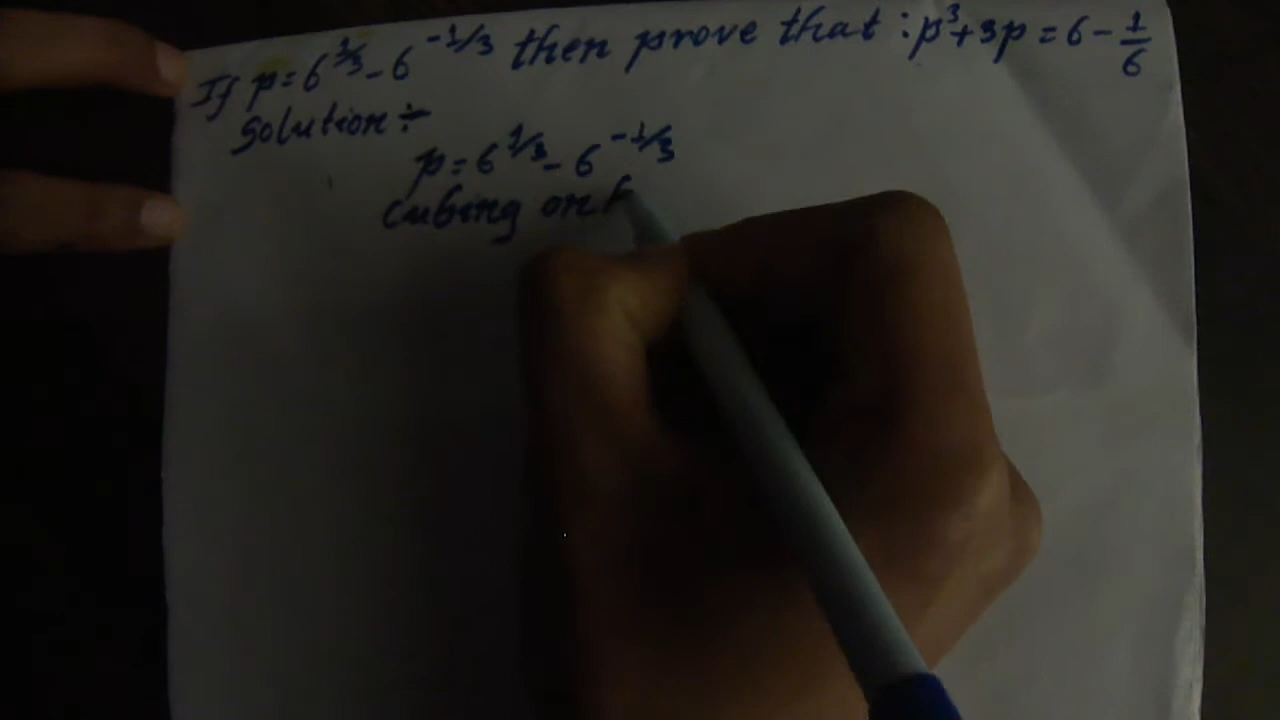 If p = 6^{1/3} - 6^{-1/3} then prove that : p³ + 3p = 6 - 1/6
Solution ÷
p = 6^{1/3} - 6^{-1/3}
Cubing on